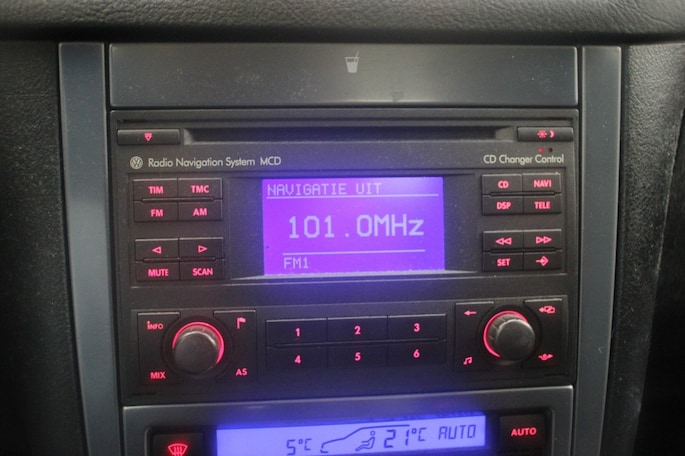 Radio Navigation System MCD
CD Changer Control
TIM TMC
FM AM
MUTE SCAN
NAVIGATIE UIT
101.0MHz
FM1
CD NAVI
DSP TELE
SET
INFO
MIX
AS
1 2 3
4 5 6
5°C 21°C AUTO
AUTO